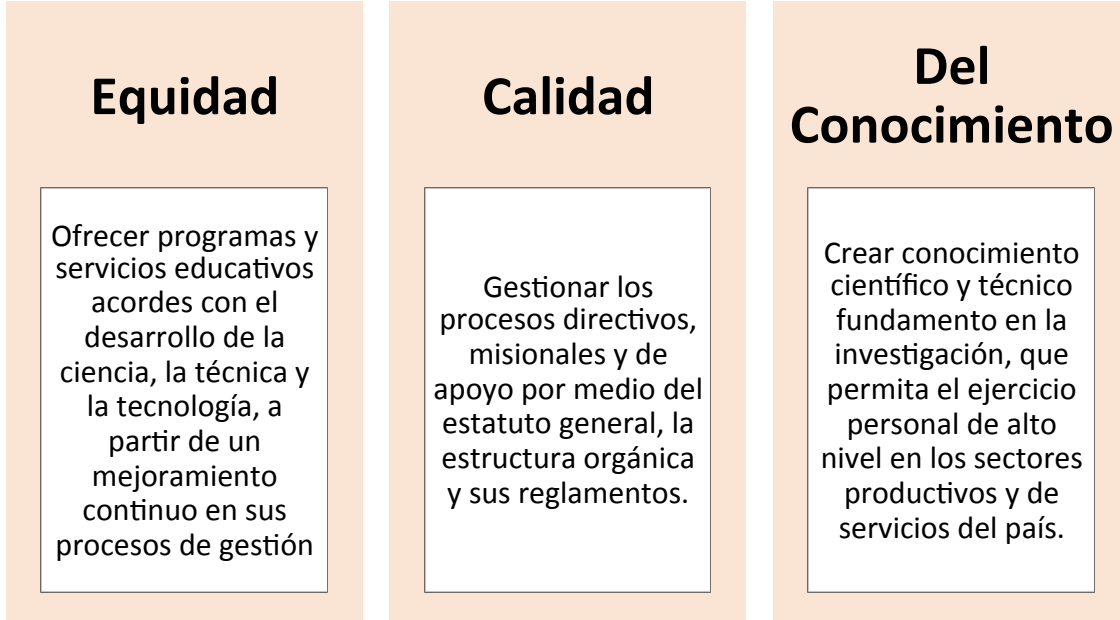 Equidad
Ofrecer programas y
servicios educativos
acordes con el
desarrollo de la
ciencia, la técnica y
la tecnología, a
partir de un
mejoramiento
continuo en sus
procesos de gestión
Calidad
Gestionar los
procesos directivos,
misionales y de
apoyo por medio del
estatuto general, la
estructura orgánica
y sus reglamentos.
Del
Conocimiento
Crear conocimiento
científico y técnico
fundamento en la
investigación, que
permita el ejercicio
personal de alto
nivel en los sectores
productivos y de
servicios del país.